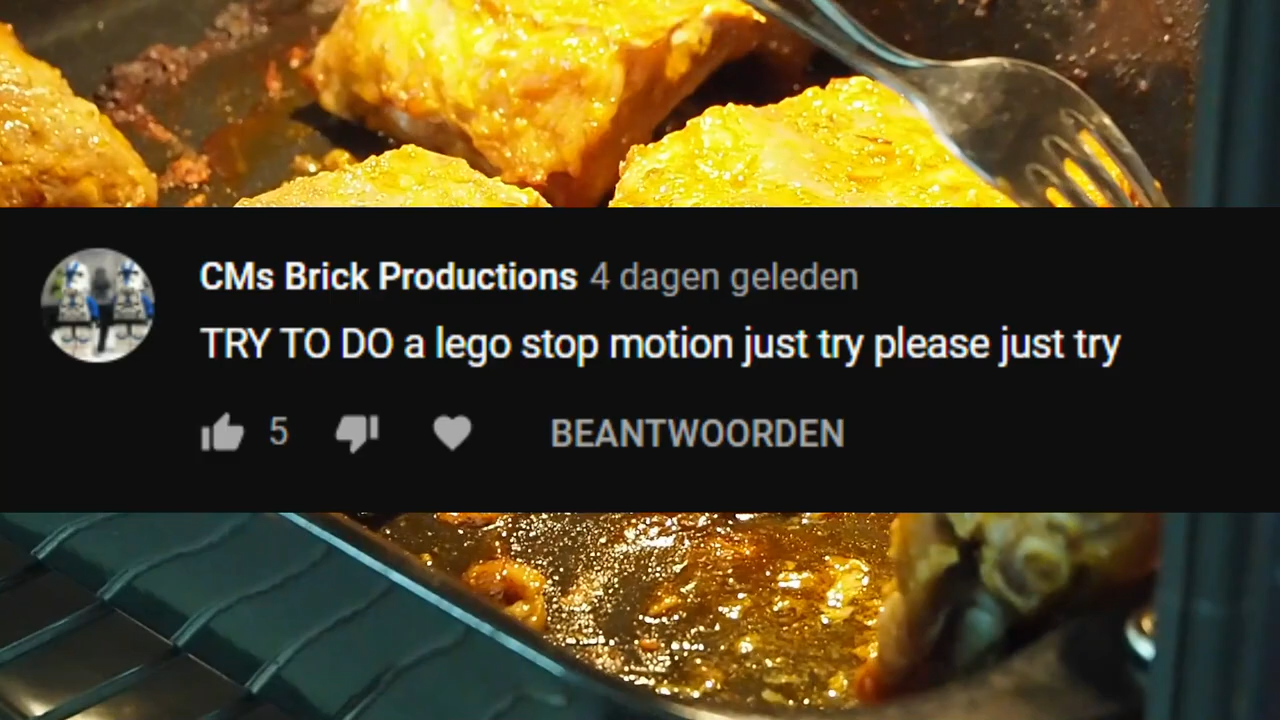 CMs Brick Productions 4 dagen geleden
TRY TO DO a lego stop motion just try please just try
5
BEANTWOORDEN